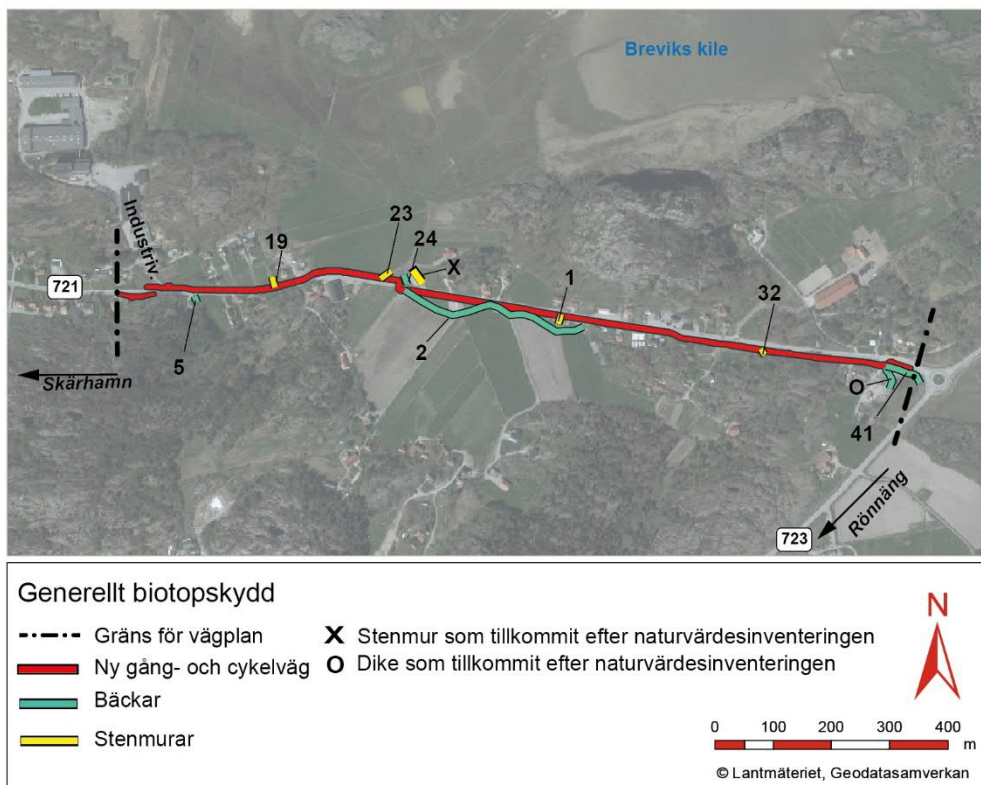 Breviks kile
Industriv.
721
19
23
24
X
1
32
5
2
Skärhamn
O
41
Rönnäng
723
Generellt biotopskydd
Gräns för vägplan
Ny gång- och cykelväg
Bäckar
Stenmurar
X Stenmur som tillkommit efter naturvärdesinventeringen
O Dike som tillkommit efter naturvärdesinventeringen
N
0 100 200 300 400
m
© Lantmäteriet, Geodatasamverkan